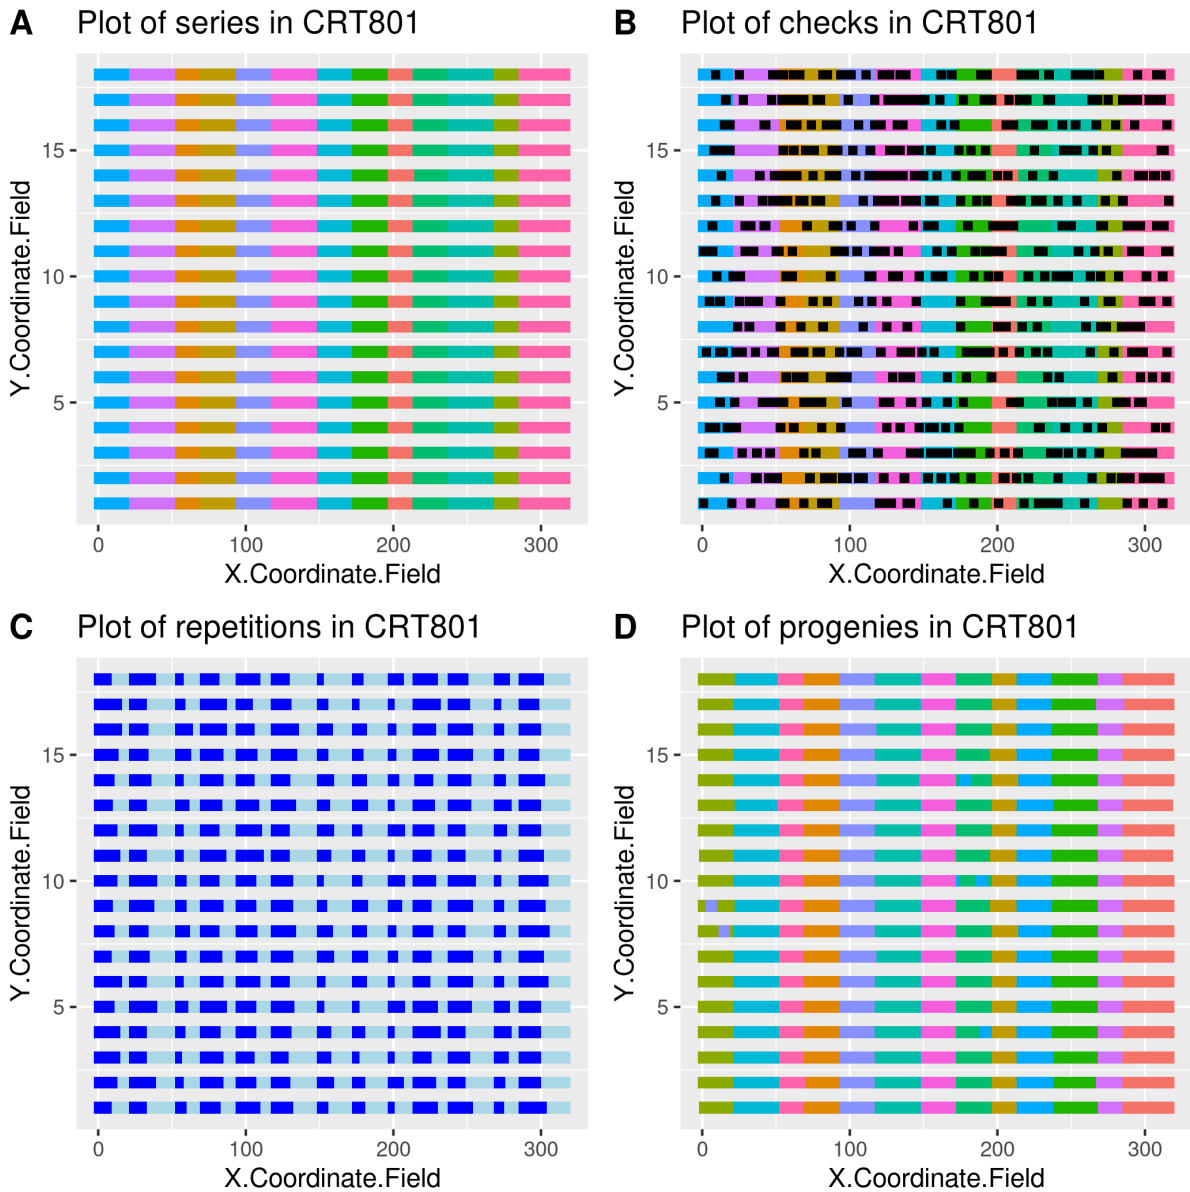 A Plot of series in CRT801
Y.Coordinate.Field
15
10
5
0 100 200 300
X.Coordinate.Field
B Plot of checks in CRT801
Y.Coordinate.Field
15
10
5
0 100 200 300
X.Coordinate.Field
C Plot of repetitions in CRT801
Y.Coordinate.Field
15
10
5
0 100 200 300
X.Coordinate.Field
D Plot of progenies in CRT801
Y.Coordinate.Field
15
10
5
0 100 200 300
X.Coordinate.Field